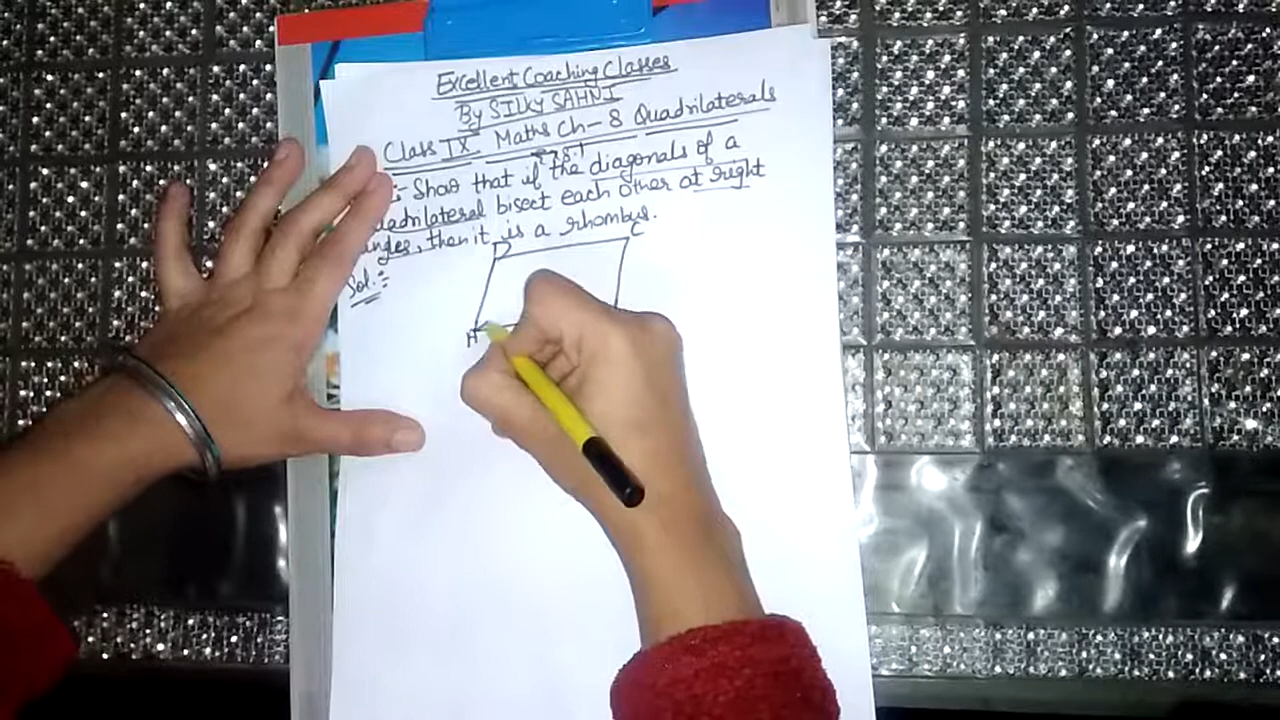 Excellent Coaching Classes
By SILKY SAHNI
Class IX Maths Ch-8 Quadrilaterals
:- Show that if the diagonals of a
uadrilateral bisect each other at right
angles, then it is a rhombus.
Sol.:-
D C
A